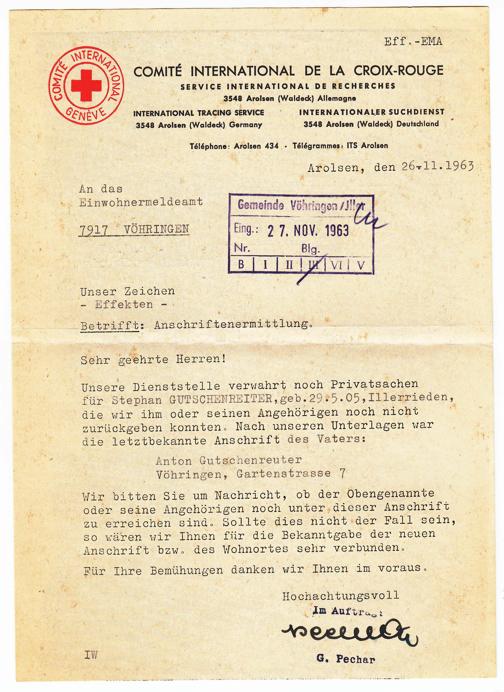 Eff.-EMA
COMITÉ INTERNATIONAL
GENÈVE
COMITÉ INTERNATIONAL DE LA CROIX-ROUGE
SERVICE INTERNATIONAL DE RECHERCHES
3548 Arolsen (Waldeck) Allemagne
INTERNATIONAL TRACING SERVICE INTERNATIONALER SUCHDIENST
3548 Arolsen (Waldeck) Germany 3548 Arolsen (Waldeck) Deutschland
Téléphone: Arolsen 434 · Télégrammes: ITS Arolsen
Arolsen, den 26.11.1963
An das
Einwohnermeldeamt
7917 VÖHRINGEN
Gemeinde Vöhringen/Iller
Eing.: 27. NOV. 1963
Nr. Blg.
B I II III VI V
Unser Zeichen
- Effekten -
Betrifft: Anschriftenermittlung.
Sehr geehrte Herren!
Unsere Dienststelle verwahrt noch Privatsachen
für Stephan GUTSCHENREITER,geb.29.5.05,Illerrieden,
die wir ihm oder seinen Angehörigen noch nicht
zurückgeben konnten. Nach unseren Unterlagen war
die letztbekannte Anschrift des Vaters:
Anton Gutschenreuter
Vöhringen, Gartenstrasse 7
Wir bitten Sie um Nachricht, ob der Obengenannte
oder seine Angehörigen noch unter dieser Anschrift
zu erreichen sind. Sollte dies nicht der Fall sein,
so wären wir Ihnen für die Bekanntgabe der neuen
Anschrift bzw. des Wohnortes sehr verbunden.
Für Ihre Bemühungen danken wir Ihnen im voraus.
Hochachtungsvoll
Im Auftrag:
G. Pechar
IW